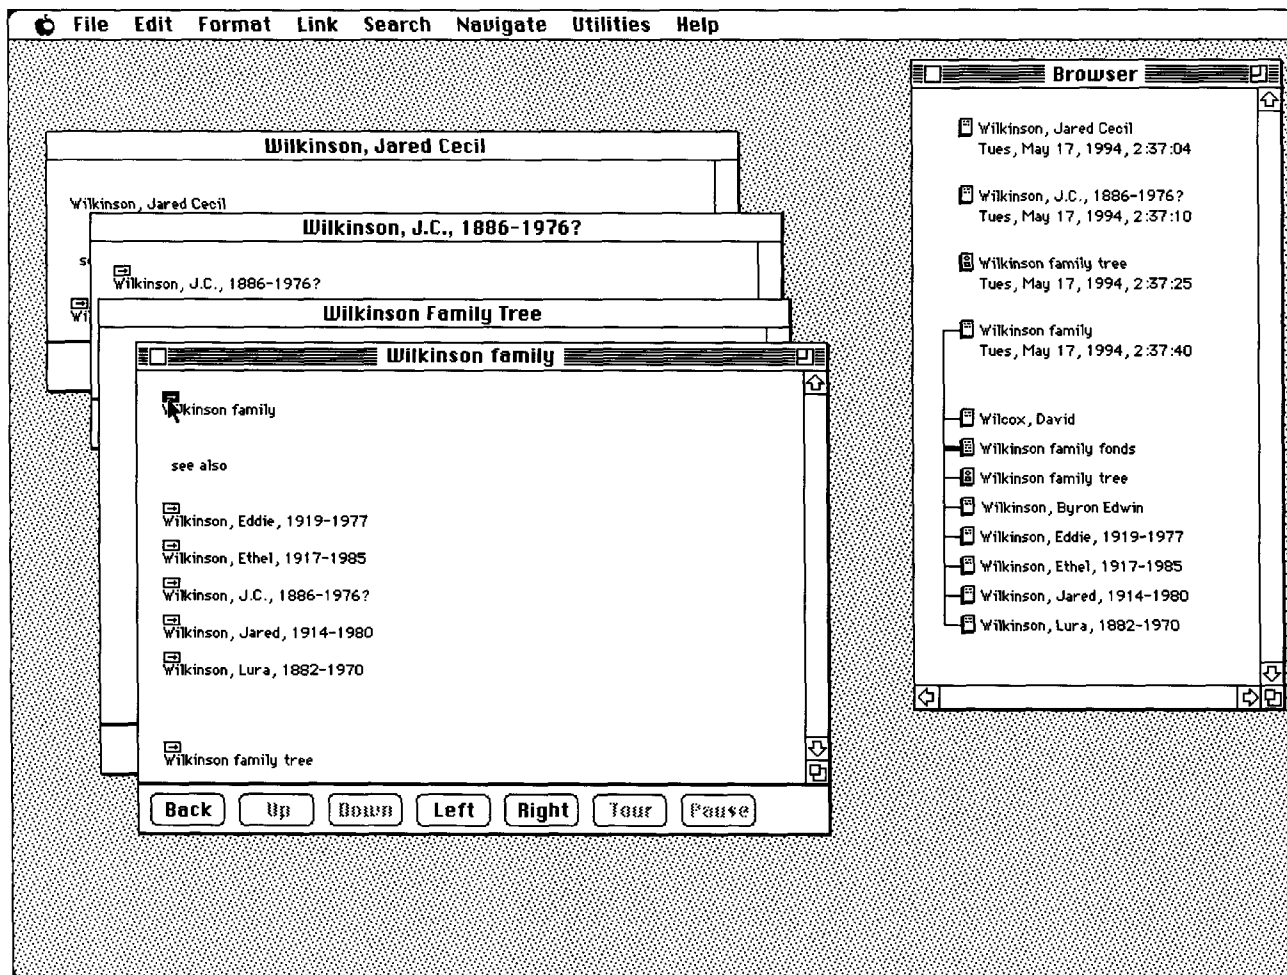 File Edit Format Link Search Navigate Utilities Help
Wilkinson, Jared Cecil
Wilkinson, Jared Cecil
se
Wil
Wilkinson, J.C., 1886-1976?
Wilkinson, J.C., 1886-1976?
Wilkinson Family Tree
Wilkinson family
Wilkinson family
see also
Wilkinson, Eddie, 1919-1977
Wilkinson, Ethel, 1917-1985
Wilkinson, J.C., 1886-1976?
Wilkinson, Jared, 1914-1980
Wilkinson, Lura, 1882-1970
Wilkinson family tree
Back Up Down Left Right Tour Pause
Browser
Wilkinson, Jared Cecil
Tues, May 17, 1994, 2:37:04
Wilkinson, J.C., 1886-1976?
Tues, May 17, 1994, 2:37:10
Wilkinson family tree
Tues, May 17, 1994, 2:37:25
Wilkinson family
Tues, May 17, 1994, 2:37:40
Wilcox, David
Wilkinson family fonds
Wilkinson family tree
Wilkinson, Byron Edwin
Wilkinson, Eddie, 1919-1977
Wilkinson, Ethel, 1917-1985
Wilkinson, Jared, 1914-1980
Wilkinson, Lura, 1882-1970